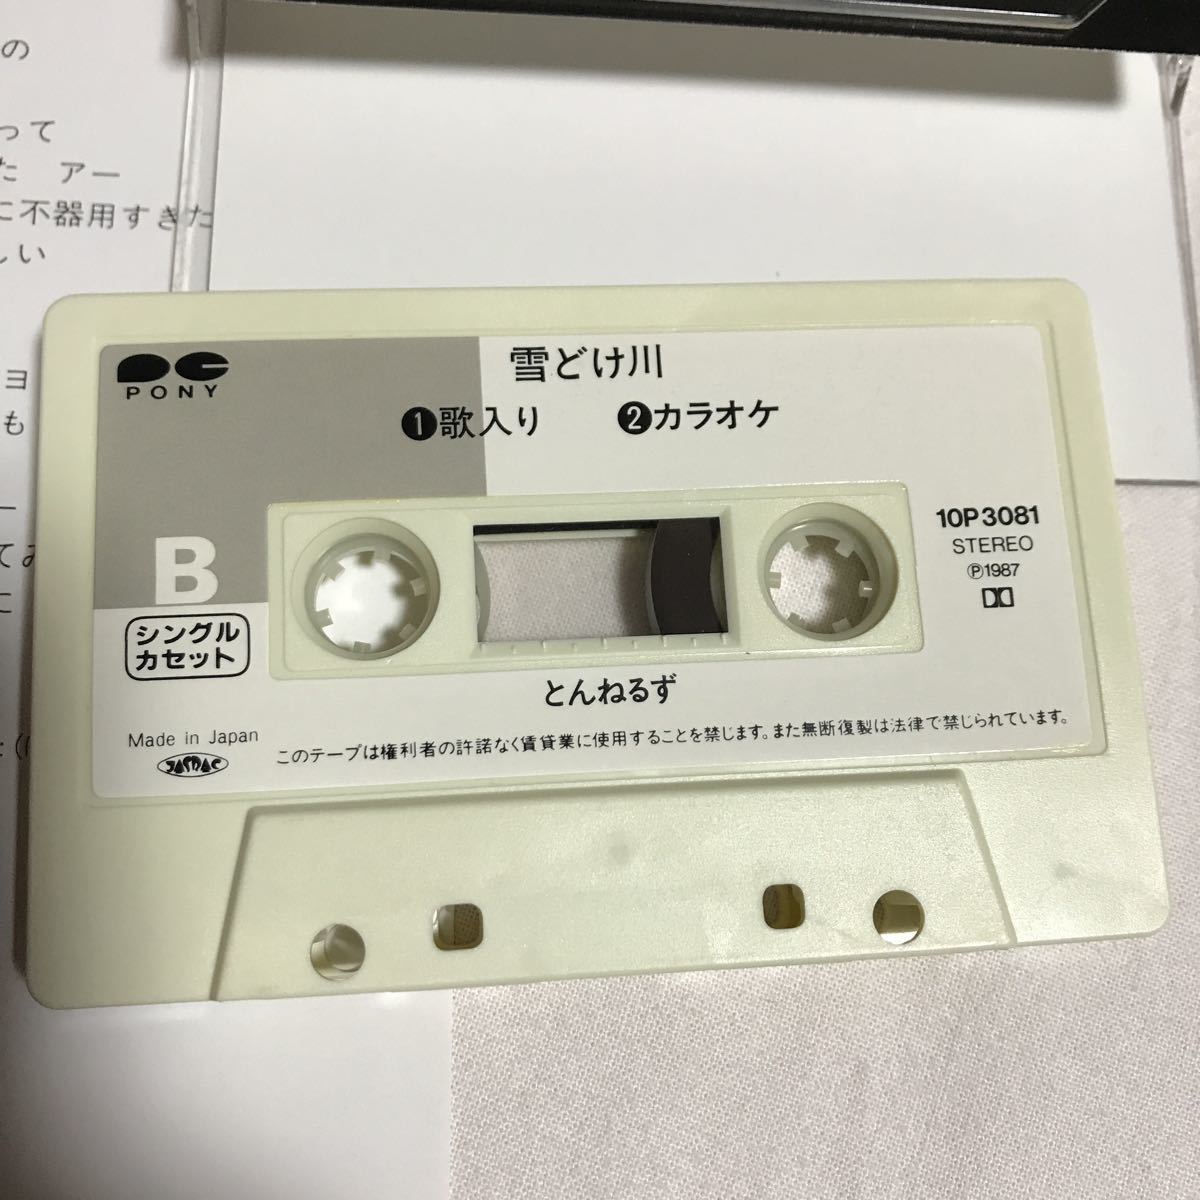 の
って
た　アー
に不器用すぎた
しい
ヨ
も
ー
てみ
に
PONY
雪どけ川
❶歌入り ❷カラオケ
B
シングル
カセット
10P3081
STEREO
Ⓟ1987
とんねるず
Made in Japan
JASRAC
このテープは権利者の許諾なく賃貸業に使用することを禁じます。また無断復製は法律で禁じられています。